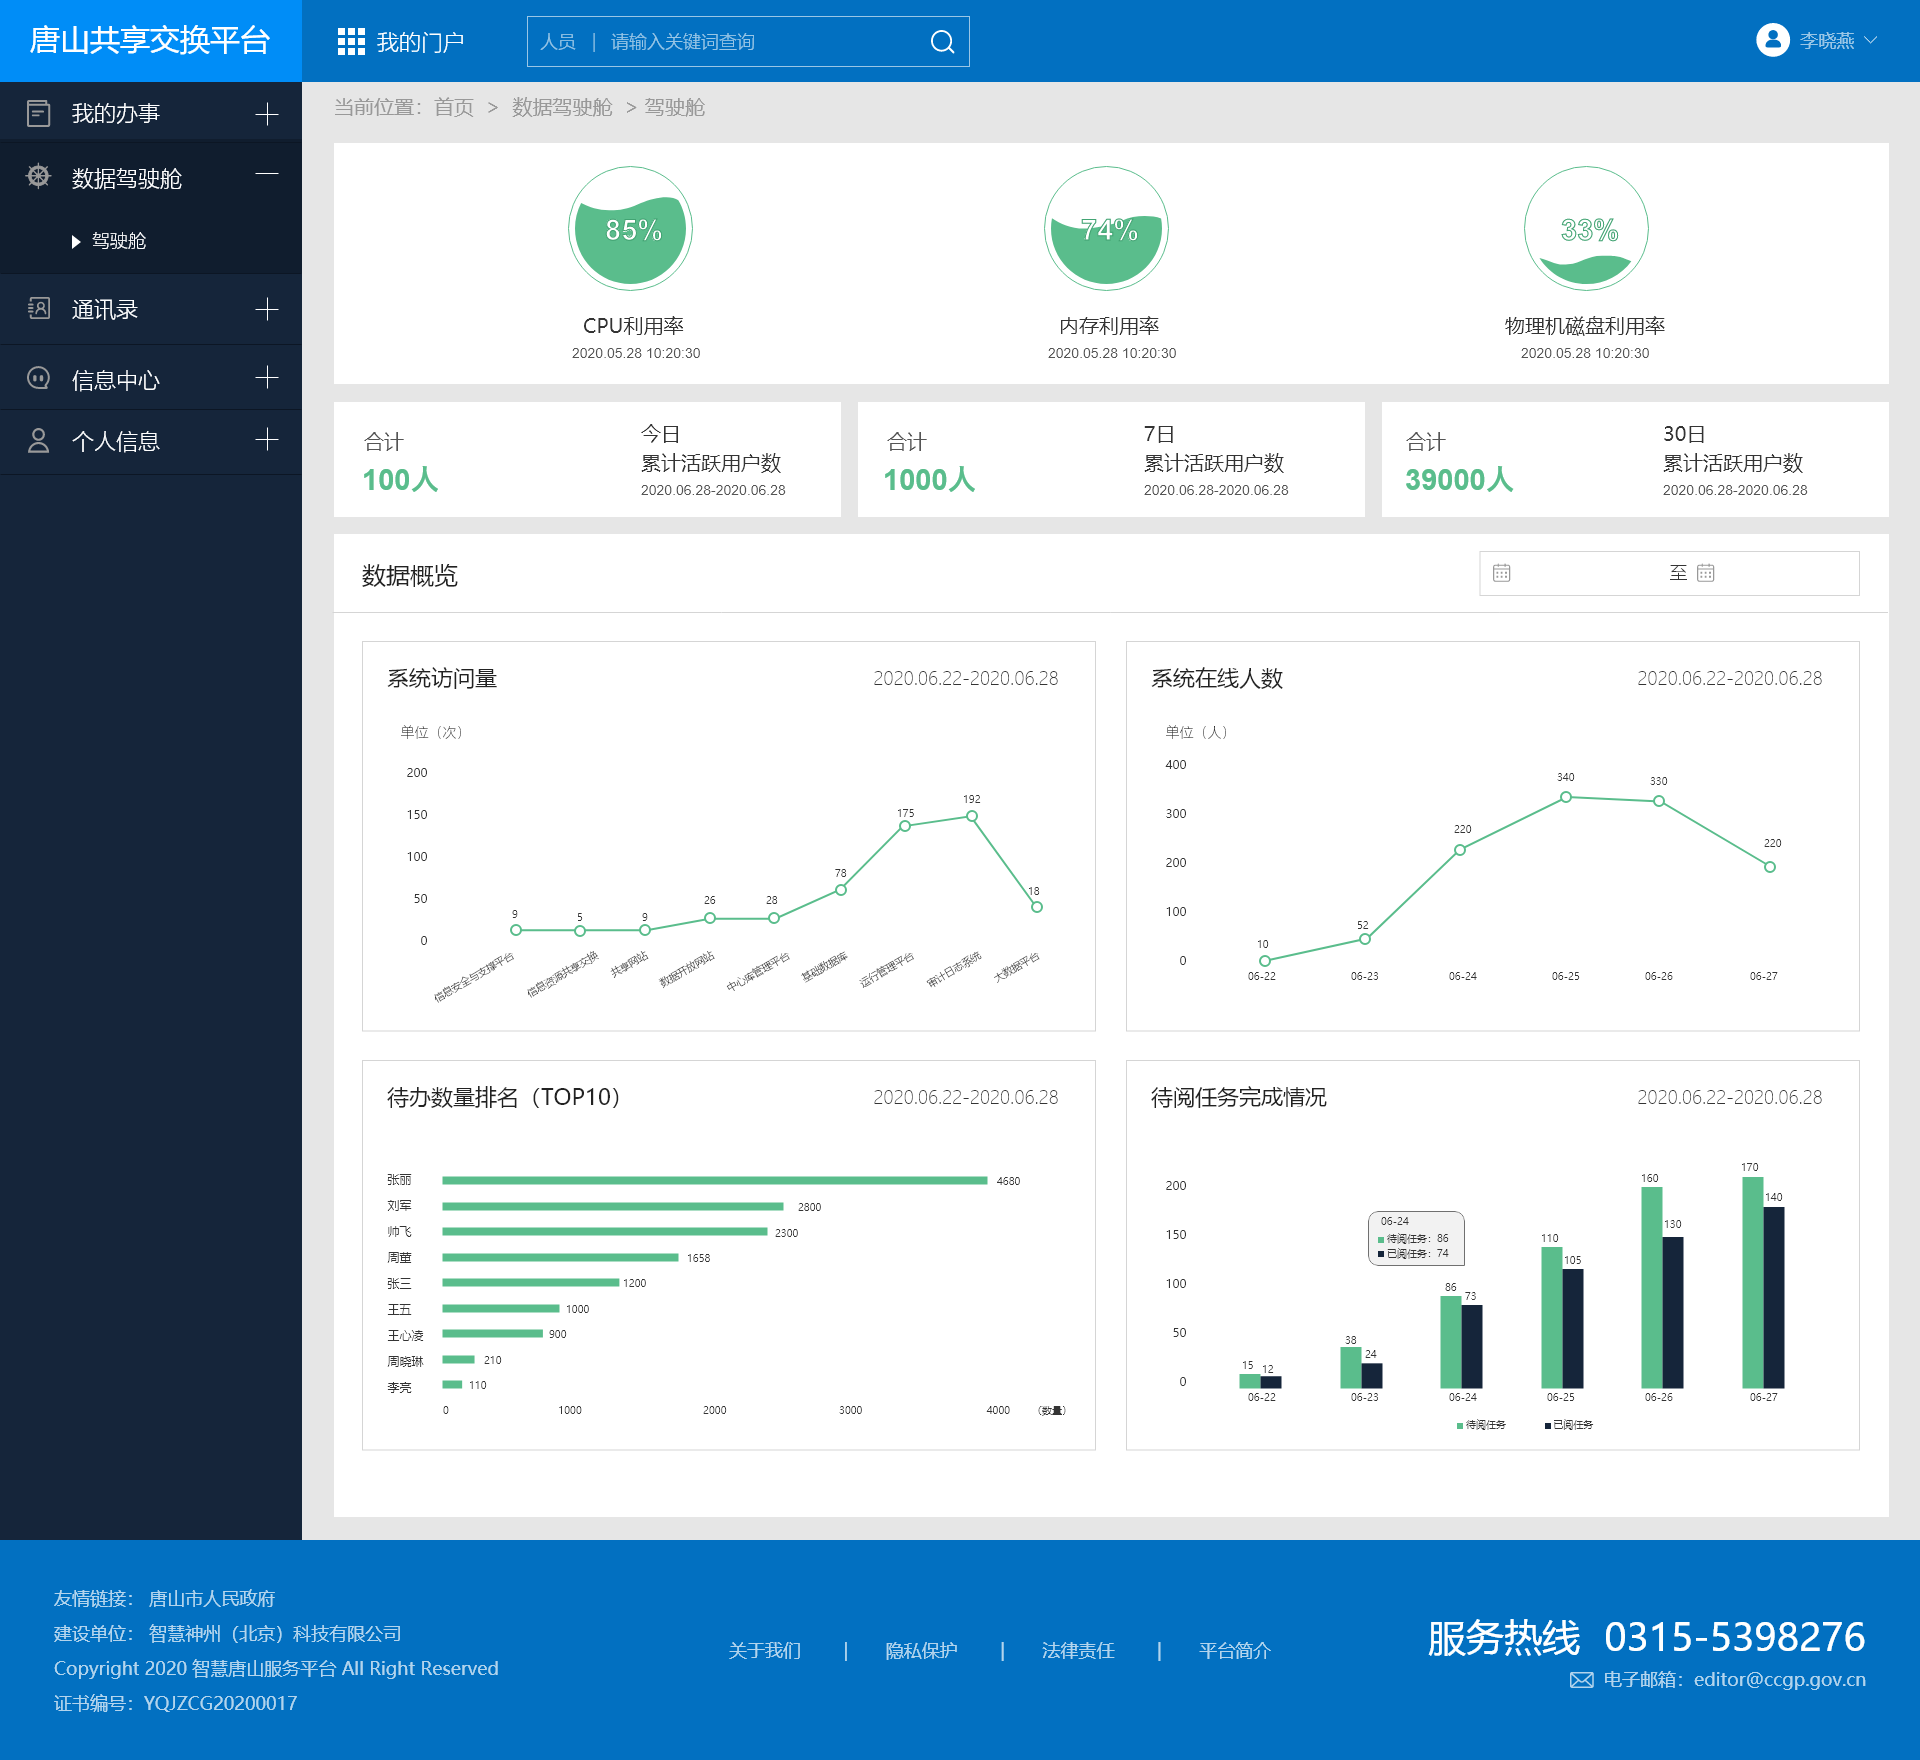 唐山共享交换平台
我的门户
人员 | 请输入关键词查询
李晓燕
我的办事
数据驾驶舱
驾驶舱
通讯录
信息中心
个人信息
当前位置：首页 > 数据驾驶舱 > 驾驶舱
85%
74%
33%
CPU利用率
2020.05.28 10:20:30
内存利用率
2020.05.28 10:20:30
物理机磁盘利用率
2020.05.28 10:20:30
合计
100人
今日
累计活跃用户数
2020.06.28-2020.06.28
合计
1000人
7日
累计活跃用户数
2020.06.28-2020.06.28
合计
39000人
30日
累计活跃用户数
2020.06.28-2020.06.28
数据概览
至
系统访问量
2020.06.22-2020.06.28
单位（次）
200
150
100
50
0
9
5
9
26
28
78
175
192
18
信息安全与支撑平台
信息资源共享交换
共享网站
数据开放网站
中心库管理平台
基础数据库
运行管理平台
审计日志系统
大数据平台
系统在线人数
2020.06.22-2020.06.28
单位（人）
400
300
200
100
0
10
52
220
340
330
220
06-22
06-23
06-24
06-25
06-26
06-27
待办数量排名（TOP10）
2020.06.22-2020.06.28
张丽 4680
刘军 2800
帅飞 2300
周董 1658
张三 1200
王五 1000
王心凌 900
周晓琳 210
李亮 110
0 1000 2000 3000 4000 （数量）
待阅任务完成情况
2020.06.22-2020.06.28
200
150
100
50
0
06-24
待阅任务：86
已阅任务：74
15
12
38
24
86
73
110
105
160
130
170
140
06-22
06-23
06-24
06-25
06-26
06-27
待阅任务
已阅任务
友情链接： 唐山市人民政府
建设单位： 智慧神州（北京）科技有限公司
Copyright 2020 智慧唐山服务平台 All Right Reserved
证书编号：YQJZCG20200017
关于我们 | 隐私保护 | 法律责任 | 平台简介
服务热线 0315-5398276
电子邮箱：editor@ccgp.gov.cn